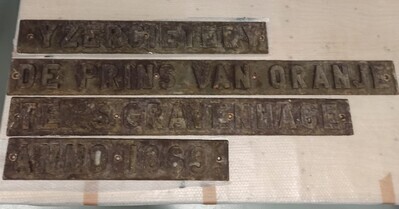 YZERGIETERY
DE PRINS VAN ORANJE
TE 'S GRAVENHAGE
ANNO